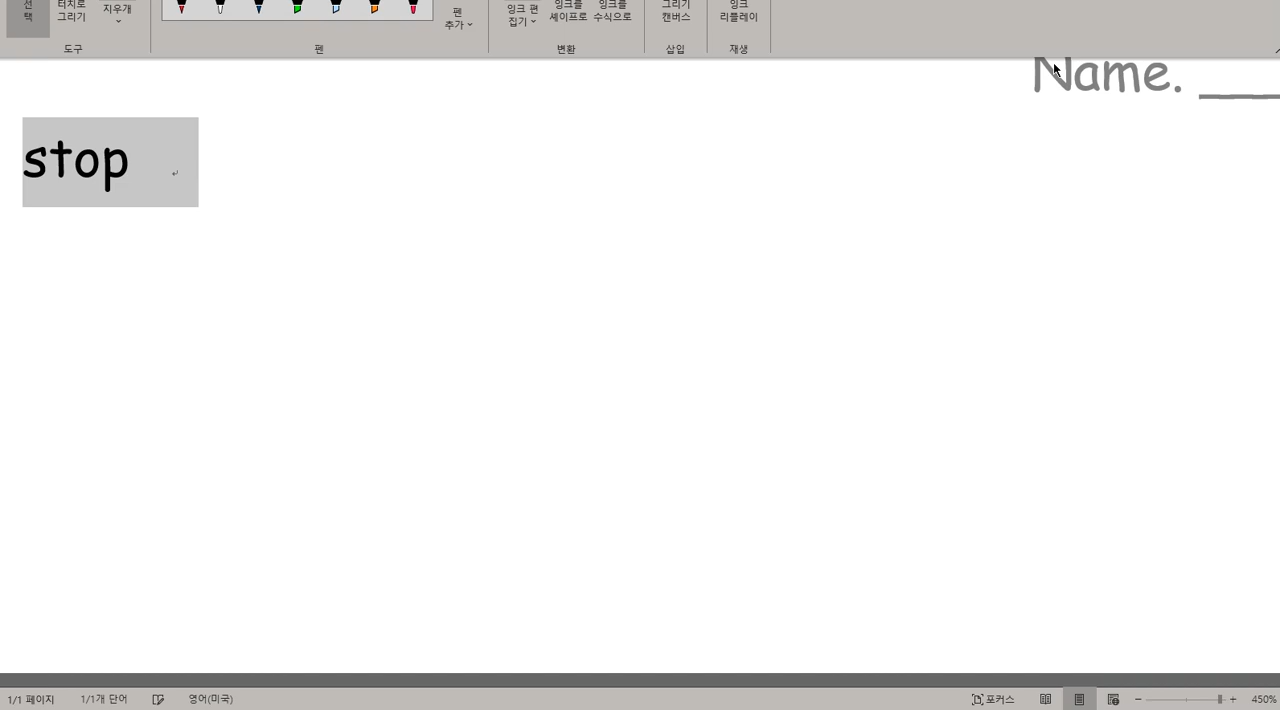 선택
터치로 그리기
지우개
펜 추가
잉크 편집기
잉크를 셰이프로
잉크를 수식으로
그리기 캔버스
잉크 리플레이
도구
펜
변환
삽입
재생
Name. ____
stop
1/1 페이지
1/1개 단어
영어(미국)
포커스
450%